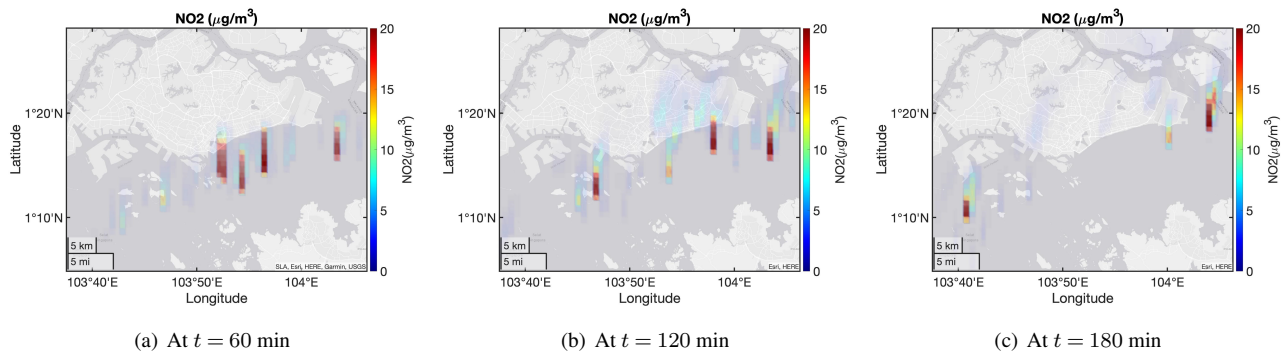 NO2 (μg/m³)
1°20'N
1°10'N
Latitude
103°40'E
103°50'E
104°E
Longitude
5 km
5 mi
SLA, Esri, HERE, Garmin, USGS
20
15
10
5
0
NO2(μg/m³)
(a) At t = 60 min
NO2 (μg/m³)
1°20'N
1°10'N
Latitude
103°40'E
103°50'E
104°E
Longitude
5 km
5 mi
Esri, HERE
20
15
10
5
0
NO2(μg/m³)
(b) At t = 120 min
NO2 (μg/m³)
1°20'N
1°10'N
Latitude
103°40'E
103°50'E
104°E
Longitude
5 km
5 mi
Esri, HERE
20
15
10
5
0
NO2(μg/m³)
(c) At t = 180 min